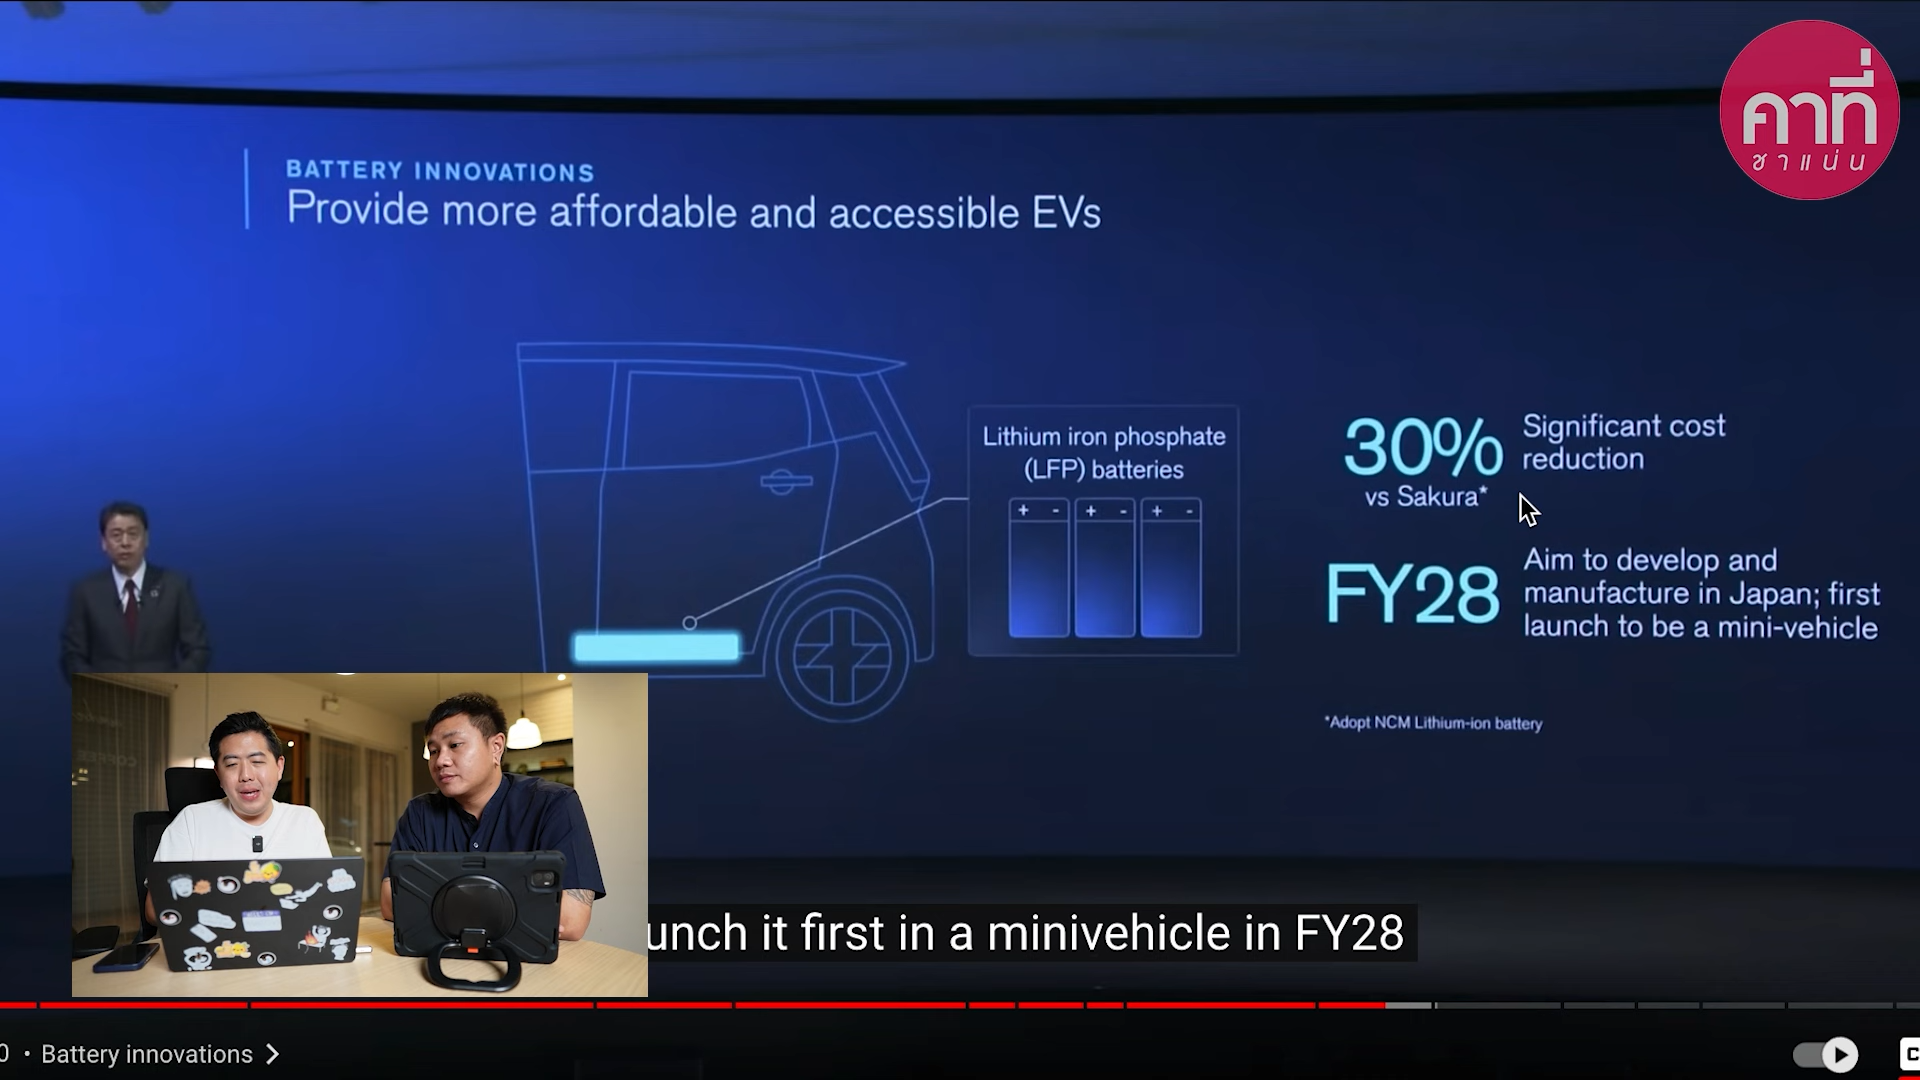 คาที่
ชาแน่น
BATTERY INNOVATIONS
Provide more affordable and accessible EVs
Lithium iron phosphate
(LFP) batteries
+ - + - + -
30%
vs Sakura*
Significant cost
reduction
FY28
Aim to develop and
manufacture in Japan; first
launch to be a mini-vehicle
*Adopt NCM Lithium-ion battery
unch it first in a minivehicle in FY28
0 · Battery innovations >